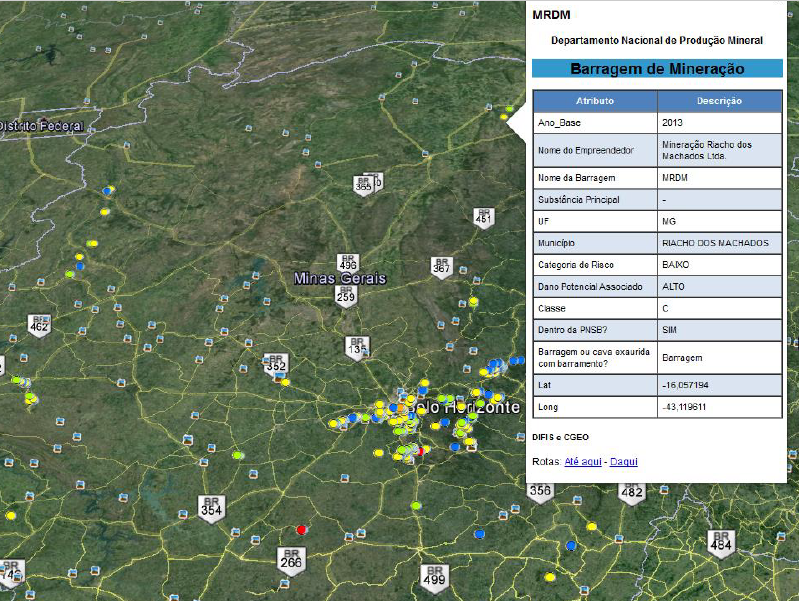 MRDM
Departamento Nacional de Produção Mineral
Barragem de Mineração
Atributo Descrição
Ano_Base 2013
Nome do Empreendedor Mineração Riacho dos
Machados Ltda.
Nome da Barragem MRDM
Substância Principal -
UF MG
Município RIACHO DOS MACHADOS
Categoria de Risco BAIXO
Dano Potencial Associado ALTO
Classe C
Dentro da PNSB? SIM
Barragem ou cava exaurida
com barramento? Barragem
Lat -16,057194
Long -43,119611
DIFIS e CGEO
Rotas: Até aqui - Daqui
Distrito Federal
BR
365
BR
451
BR
496
BR
367
Minas Gerais
BR
259
BR
462
BR
135
BR
352
Belo Horizonte
BR
354
BR
356
BR
482
BR
266
BR
484
BR
499